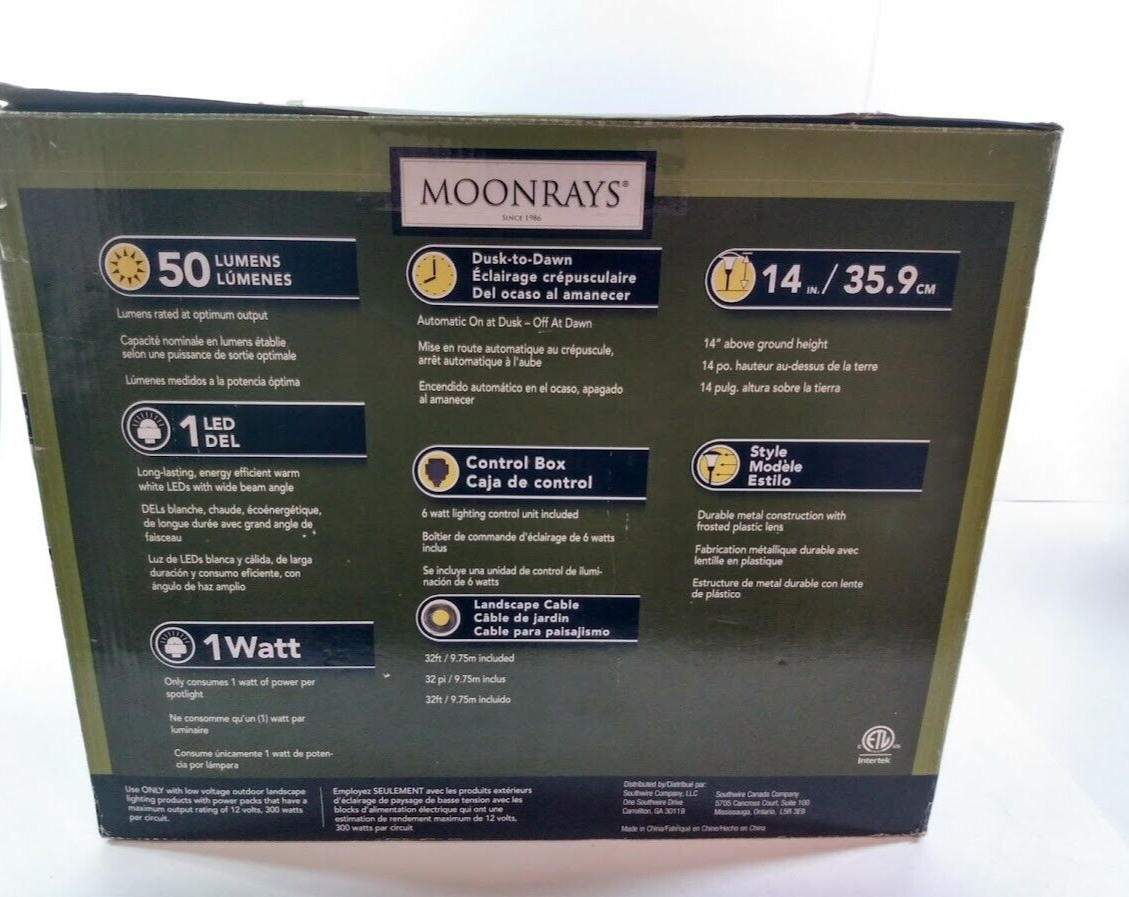 MOONRAYS®
SINCE 1986
50 LUMENS
LÚMENES
Lumens rated at optimum output
Capacité nominale en lumens établie
selon une puissance de sortie optimale
Lúmenes medidos a la potencia óptima
1 LED
DEL
Long-lasting, energy efficient warm
white LEDs with wide beam angle
DELs blanche, chaude, écoénergétique,
de longue durée avec grand angle de
faisceau
Luz de LEDs blanca y cálida, de larga
duración y consumo eficiente, con
ángulo de haz amplio
1 Watt
Only consumes 1 watt of power per
spotlight
Ne consomme qu'un (1) watt par
luminaire
Consume únicamente 1 watt de poten-
cia por lámpara
Dusk-to-Dawn
Éclairage crépusculaire
Del ocaso al amanecer
Automatic On at Dusk – Off At Dawn
Mise en route automatique au crépuscule,
arrêt automatique à l'aube
Encendido automático en el ocaso, apagado
al amanecer
Control Box
Caja de control
6 watt lighting control unit included
Boîtier de commande d'éclairage de 6 watts
inclus
Se incluye una unidad de control de ilumi-
nación de 6 watts
Landscape Cable
Câble de jardin
Cable para paisajismo
32ft / 9.75m included
32 pi / 9.75m inclus
32ft / 9.75m incluido
14 IN. / 35.9 CM
14" above ground height
14 po. hauteur au-dessus de la terre
14 pulg. altura sobre la tierra
Style
Modèle
Estilo
Durable metal construction with
frosted plastic lens
Fabrication métallique durable avec
lentille en plastique
Estructura de metal durable con lente
de plástico
C ETL US
Intertek
Use ONLY with low voltage outdoor landscape
lighting products with power packs that have a
maximum output rating of 12 volts, 300 watts
per circuit.
Employez SEULEMENT avec les produits extérieurs
d'éclairage de paysage de basse tension avec les
blocks d'alimentation électrique qui ont une
estimation de rendement maximum de 12 volts,
300 watts par circuit
Distributed by/Distribué par:
Southwire Company, LLC
One Southwire Drive
Carrollton, GA 30119
Southwire Canada Company
5705 Cancross Court, Suite 100
Mississauga, Ontario, L5R 3E9
Made in China/Fabriqué en Chine/Hecho en China